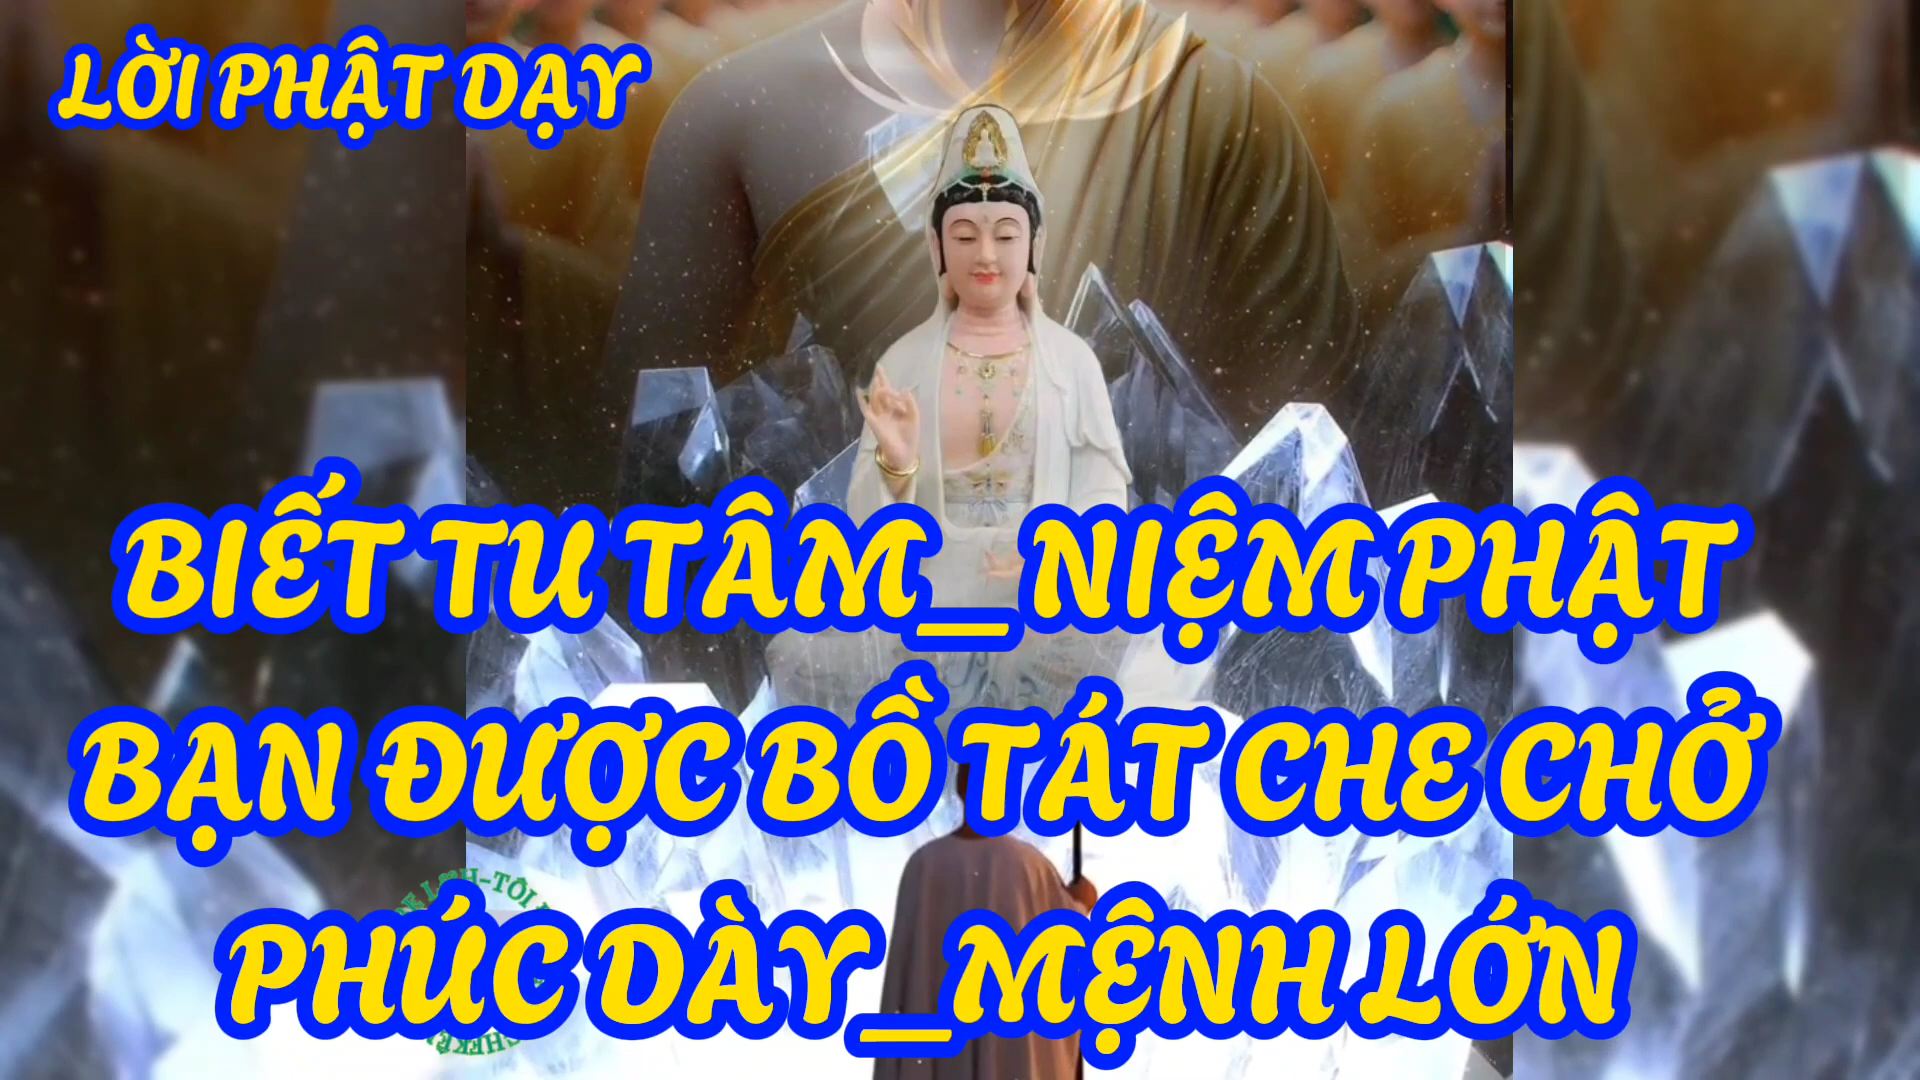 LỜI PHẬT DẠY
BIẾT TU TÂM_NIỆM PHẬT
BẠN ĐƯỢC BỒ TÁT CHE CHỞ
PHÚC DÀY_MỆNH LỚN